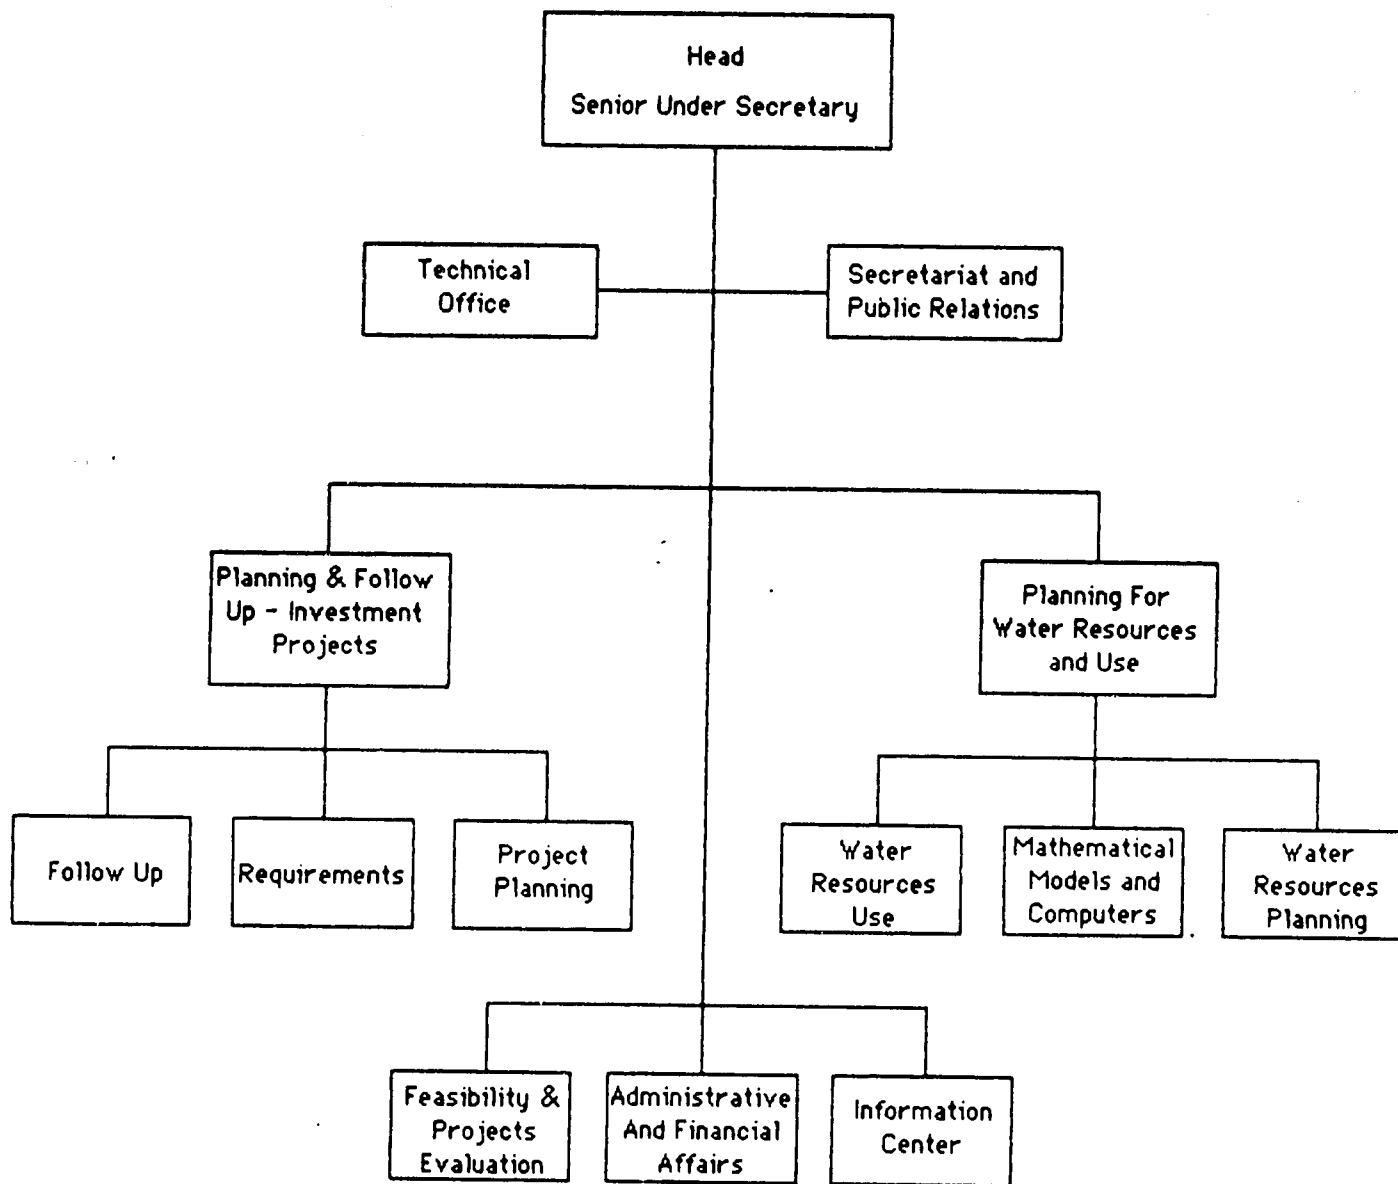 Head
Senior Under Secretary
Technical
Office
Secretariat and
Public Relations
Planning & Follow
Up - Investment
Projects
Planning For
Water Resources
and Use
Follow Up
Requirements
Project
Planning
Water
Resources
Use
Mathematical
Models and
Computers
Water
Resources
Planning
Feasibility &
Projects
Evaluation
Administrative
And Financial
Affairs
Information
Center